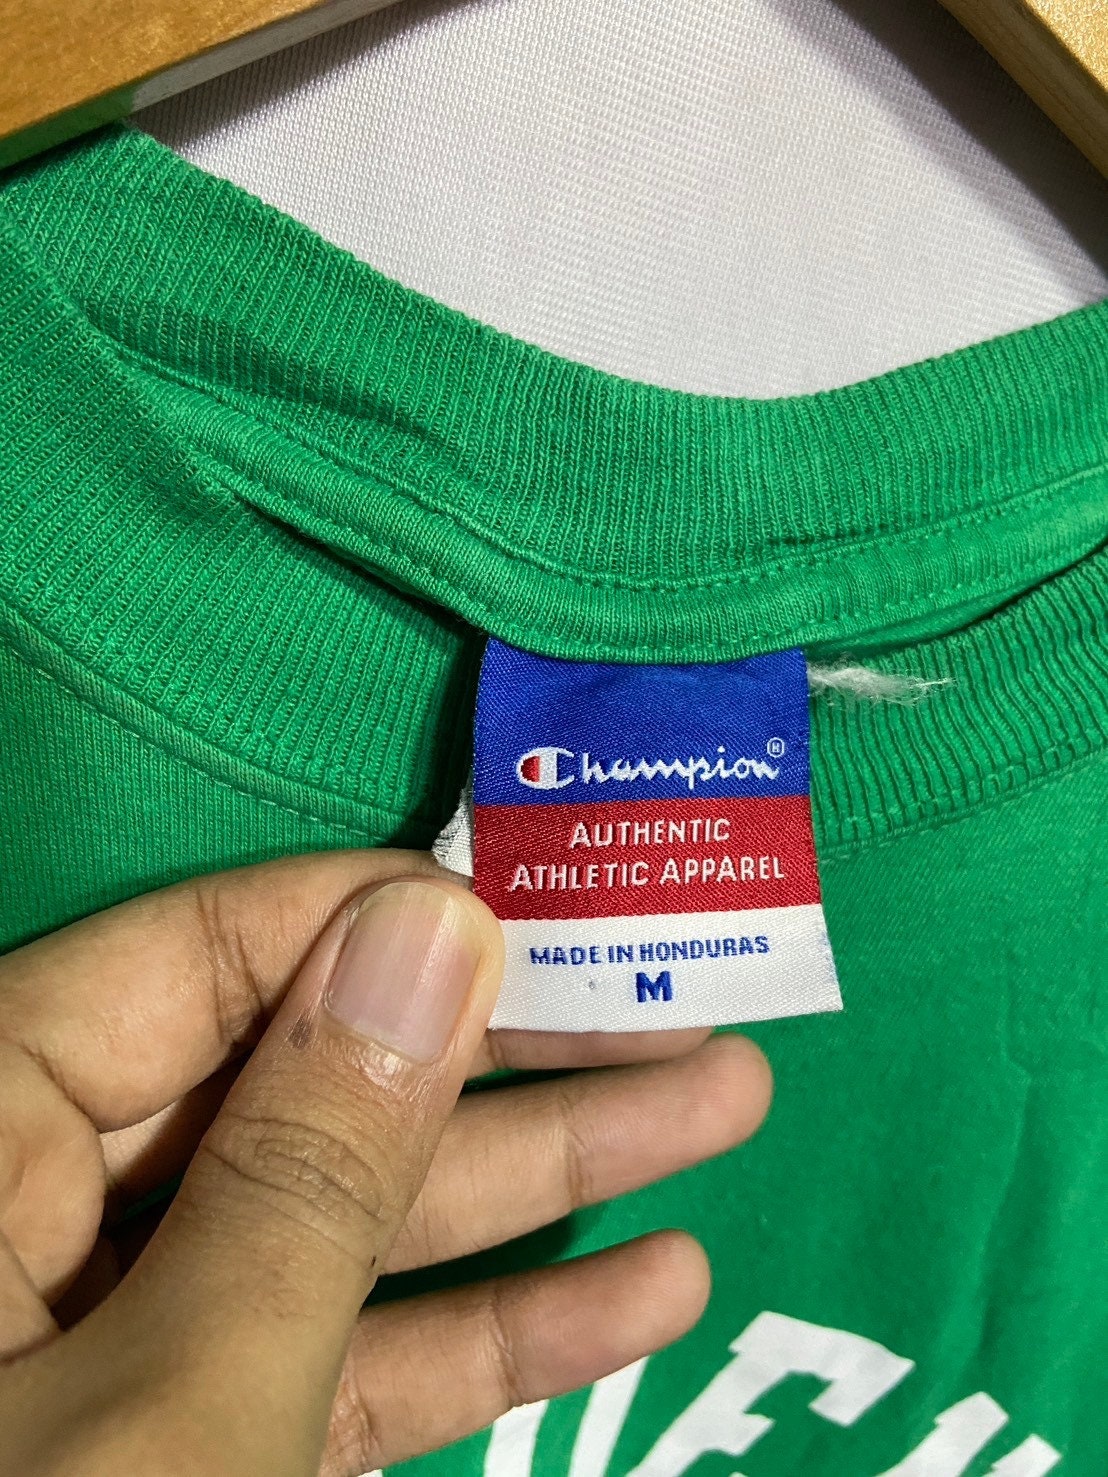 Champion®
AUTHENTIC
ATHLETIC APPAREL
MADE IN HONDURAS
M